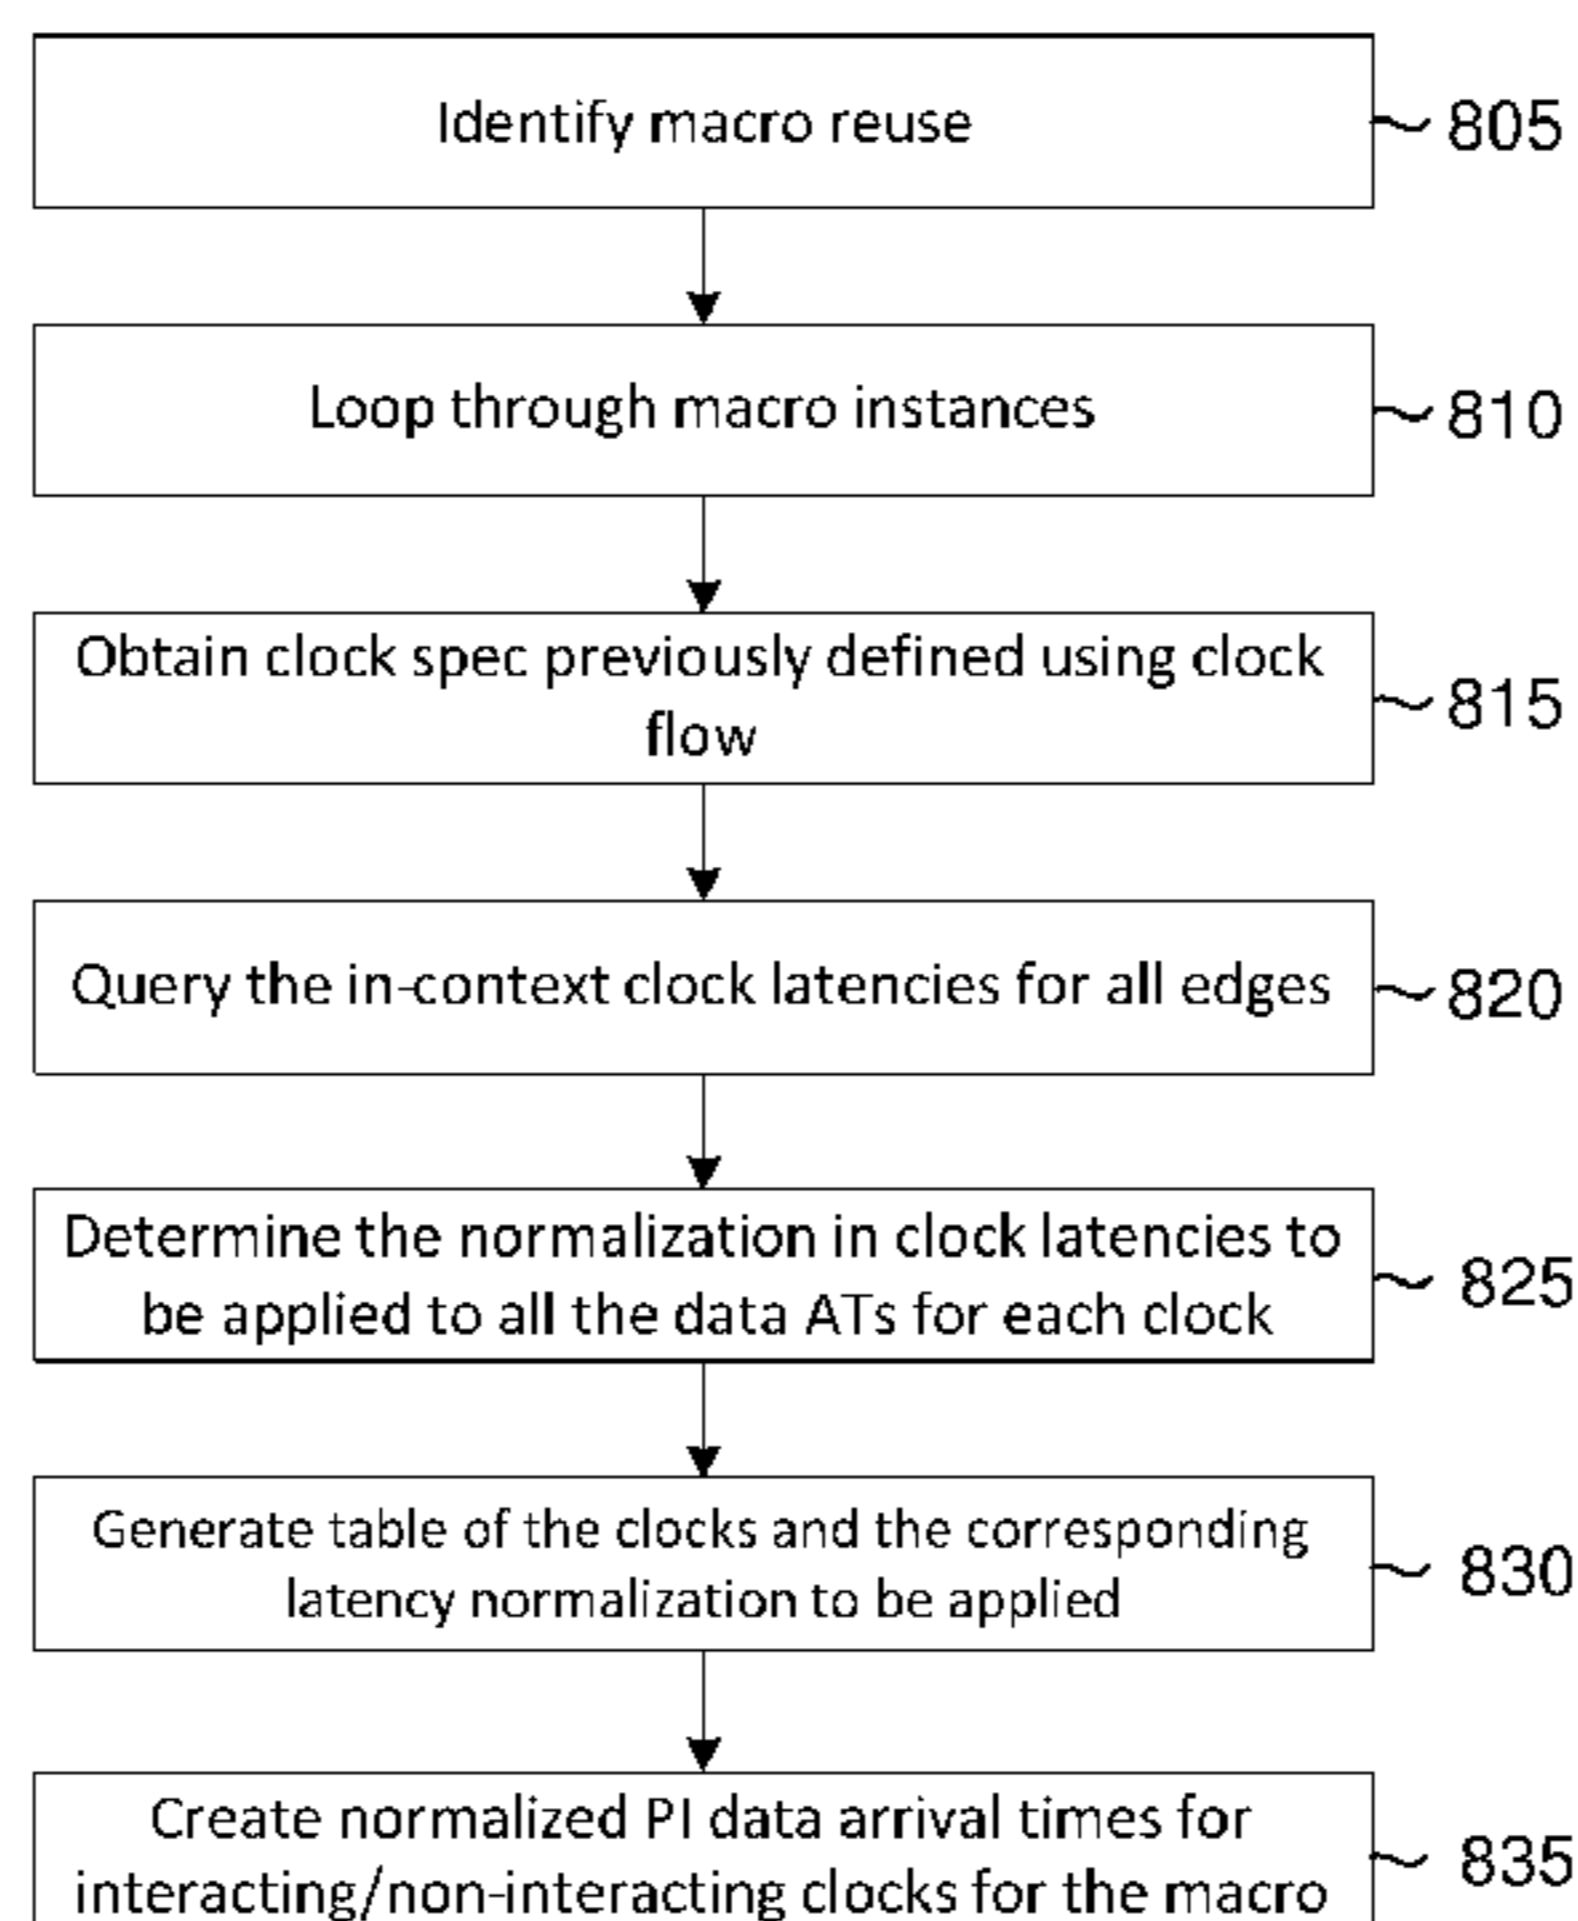 Identify macro reuse
805
Loop through macro instances
810
Obtain clock spec previously defined using clock
flow
815
Query the in-context clock latencies for all edges
820
Determine the normalization in clock latencies to
be applied to all the data ATs for each clock
825
Generate table of the clocks and the corresponding
latency normalization to be applied
830
Create normalized PI data arrival times for
interacting/non-interacting clocks for the macro
835